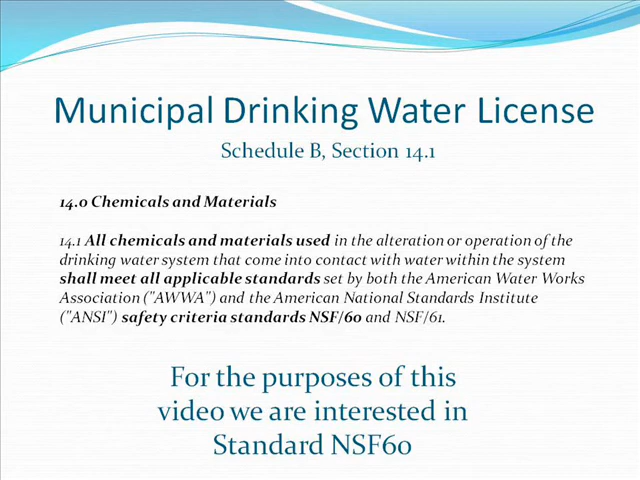 Municipal Drinking Water License
Schedule B, Section 14.1
14.0 Chemicals and Materials
14.1 All chemicals and materials used in the alteration or operation of the
drinking water system that come into contact with water within the system
shall meet all applicable standards set by both the American Water Works
Association ("AWWA") and the American National Standards Institute
("ANSI") safety criteria standards NSF/60 and NSF/61.
For the purposes of this
video we are interested in
Standard NSF60